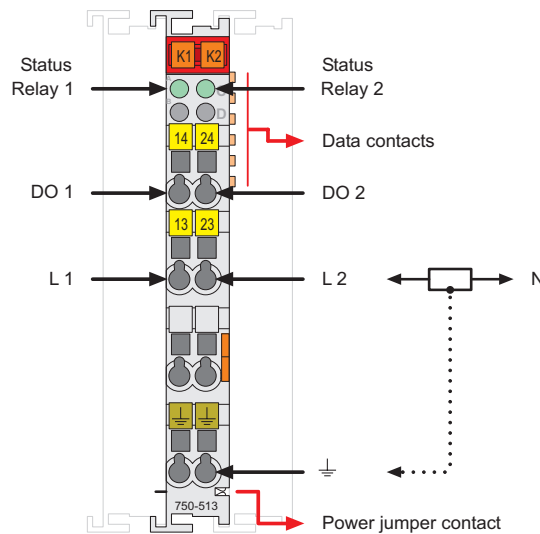 K1 K2
Status
Relay 1
Status
Relay 2
A C
B D
Data contacts
14 24
DO 1
DO 2
13 23
L 1
L 2
N
750-513
Power jumper contact